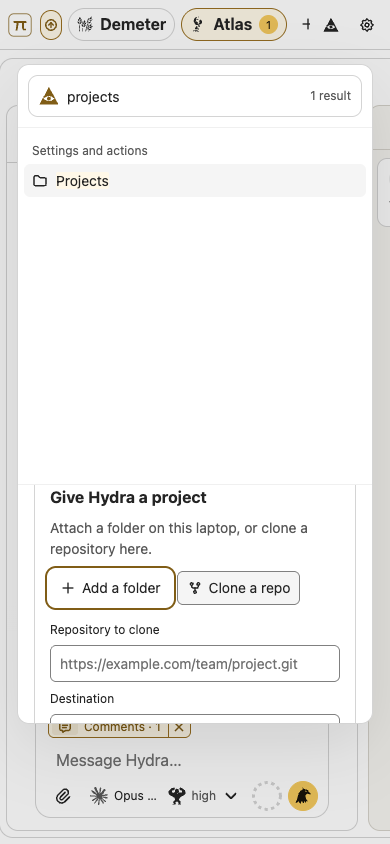 π
Demeter
Atlas
1
projects
1 result
Settings and actions
Projects
Give Hydra a project
Attach a folder on this laptop, or clone a
repository here.
Add a folder
Clone a repo
Repository to clone
https://example.com/team/project.git
Destination
Comments · 1
Message Hydra...
Opus ...
high